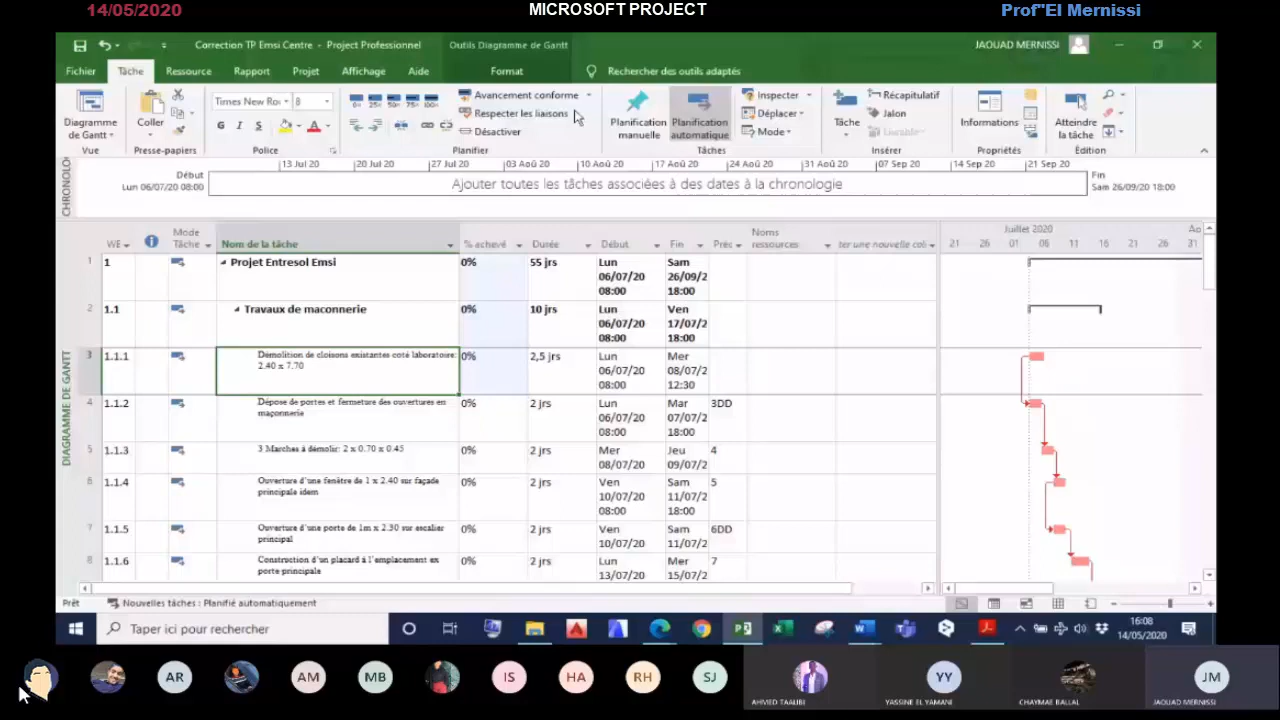 14/05/2020 MICROSOFT PROJECT Prof"El Mernissi
Correction TP Emsi Centre - Project Professionnel Outils Diagramme de Gantt JAOUAD MERNISSI
Fichier Tâche Ressource Rapport Projet Affichage Aide Format Rechercher des outils adaptés
Diagramme de Gantt
Coller
Times New Ro 8
G I S
0% 25% 50% 75% 100%
Avancement conforme
Respecter les liaisons
Désactiver
Planification manuelle
Planification automatique
Inspecter
Déplacer
Mode
Tâche
Récapitulatif
Jalon
Livrable
Informations
Atteindre la tâche
Vue Presse-papiers Police Planifier Tâches Insérer Propriétés Édition
13 Jul 20 20 Jul 20 27 Jul 20 03 Aoû 20 10 Aoû 20 17 Aoû 20 24 Aoû 20 31 Aoû 20 07 Sep 20 14 Sep 20 21 Sep 20
CHRONOLO
Début
Lun 06/07/20 08:00
Ajouter toutes les tâches associées à des dates à la chronologie
Fin
Sam 26/09/20 18:00
WE Mode Tâche Nom de la tâche % achevé Durée Début Fin Préc Noms ressources ter une nouvelle col
Juillet 2020 Ao
21 26 01 06 11 16 21 26 31
DIAGRAMME DE GANTT
1 1 Projet Entresol Emsi 0% 55 jrs Lun 06/07/20 08:00 Sam 26/09/2 18:00
2 1.1 Travaux de maconnerie 0% 10 jrs Lun 06/07/20 08:00 Ven 17/07/2 18:00
3 1.1.1 Démolition de cloisons existantes coté laboratoire: 2.40 x 7.70 0% 2,5 jrs Lun 06/07/20 08:00 Mer 08/07/2 12:30
4 1.1.2 Dépose de portes et fermeture des ouvertures en maçonnerie 0% 2 jrs Lun 06/07/20 08:00 Mar 07/07/2 18:00 3DD
5 1.1.3 3 Marches à démolir: 2 x 0.70 x 0.45 0% 2 jrs Mer 08/07/20 Jeu 09/07/2 4
6 1.1.4 Ouverture d'une fenêtre de 1 x 2.40 sur façade principale idem 0% 2 jrs Ven 10/07/20 08:00 Sam 11/07/2 18:00 5
7 1.1.5 Ouverture d'une porte de 1m x 2.30 sur escalier principal 0% 2 jrs Ven 10/07/20 Sam 11/07/2 6DD
8 1.1.6 Construction d'un placard à l'emplacement ex porte principale 0% 2 jrs Lun 13/07/20 Mer 15/07/2 7
Prêt Nouvelles tâches : Planifié automatiquement
Taper ici pour rechercher
16:08
14/05/2020
AR AM MB IS HA RH SJ YY JM
AHMED TAALIBI YASSINE EL YAMANI CHAYMAE BALLAL JAOUAD MERNISSI